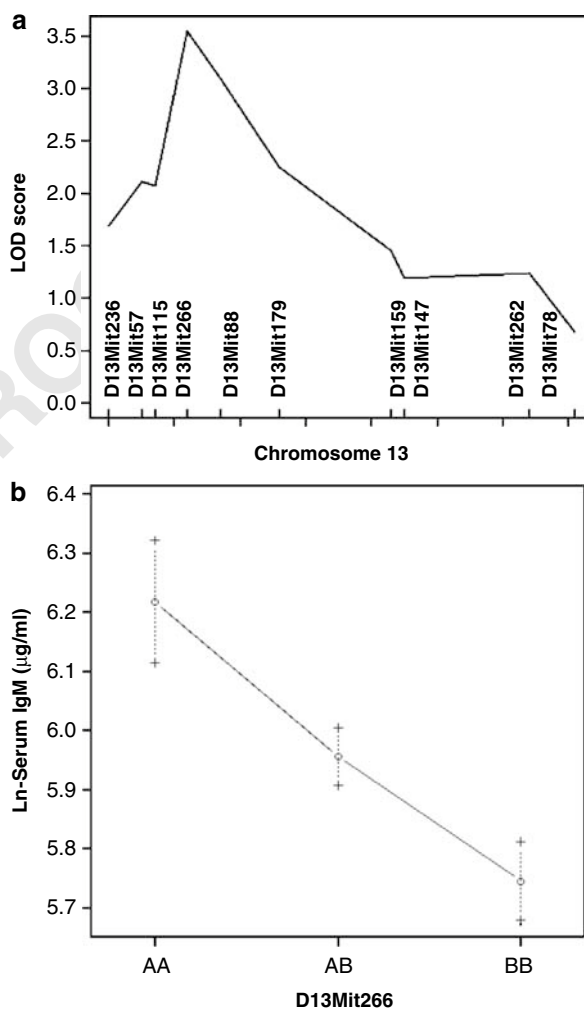 a
3.5
3.0
2.5
2.0
1.5
1.0
0.5
0.0
LOD score
D13Mit236
D13Mit57
D13Mit115
D13Mit266
D13Mit88
D13Mit179
D13Mit159
D13Mit147
D13Mit262
D13Mit78
Chromosome 13
b
6.4
6.3
6.2
6.1
6.0
5.9
5.8
5.7
Ln-Serum IgM (μg/ml)
AA
AB
BB
D13Mit266